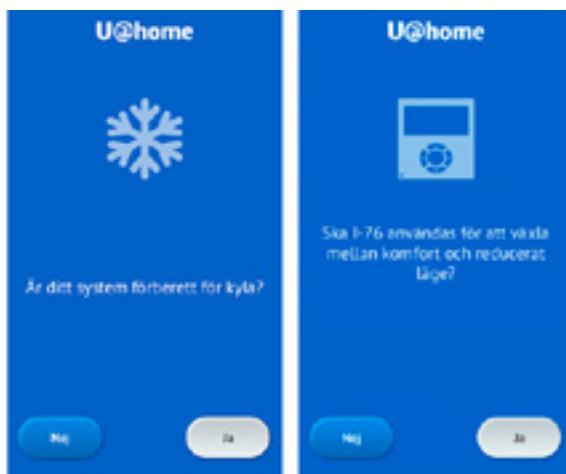 U@home
Är ditt system förberett för kyla?
Nej
Ja
U@home
Ska I-76 användas för att växla
mellan komfort och reducerat
läge?
Nej
Ja